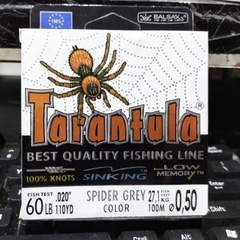 BALSAX
Tarantula®
BEST QUALITY FISHING LINE
100% KNOTS SINKING LOW MEMORY
FISH TEST .020" SPIDER GREY 27,1 ø 0,50
60 LB 110YD COLOR 100M